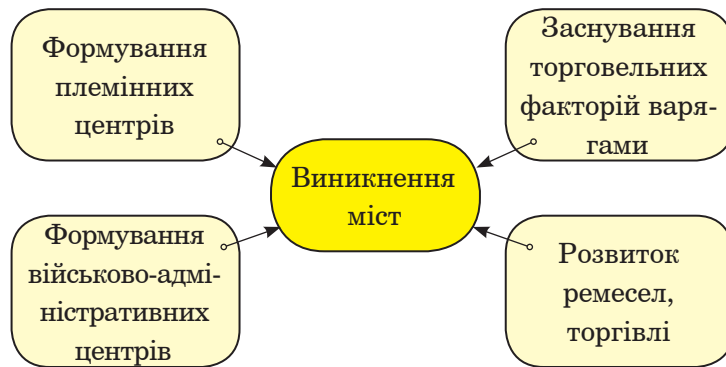 Формування
племінних
центрів
Заснування
торговельних
факторій варя-
гами
Виникнення
міст
Формування
військово-адмі-
ністративних
центрів
Розвиток
ремесел,
торгівлі